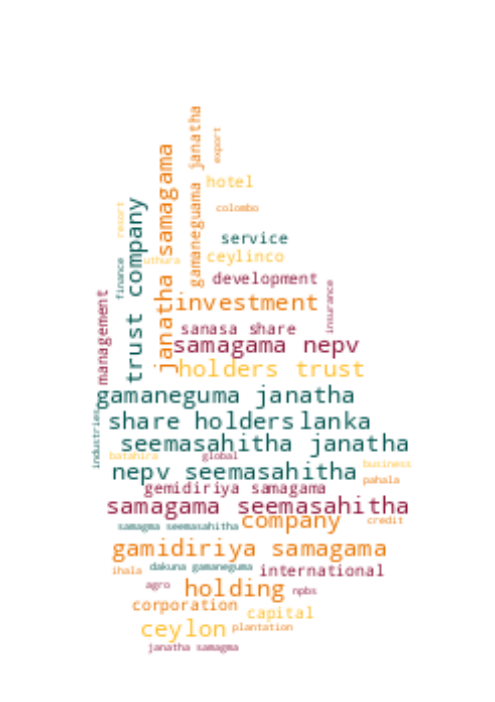 gamaneguama janatha
export
janatha samagama
hotel
resort
trust company
colombo
service
uthura
ceylinco
finance
development
management
investment
insurance
sanasa share
samagama nepv
holders trust
gamaneguma janatha
industries
share holders lanka
seemasahitha janatha
batahira
global
nepv seemasahitha
business
pahala
gemidiriya samagama
samagama seemasahitha
samagma seemasahitha
company
credit
gamidiriya samagama
ihala
dakuna gamaneguma
international
agro
holding
npbs
corporation
capital
ceylon
plantation
janatha samagma